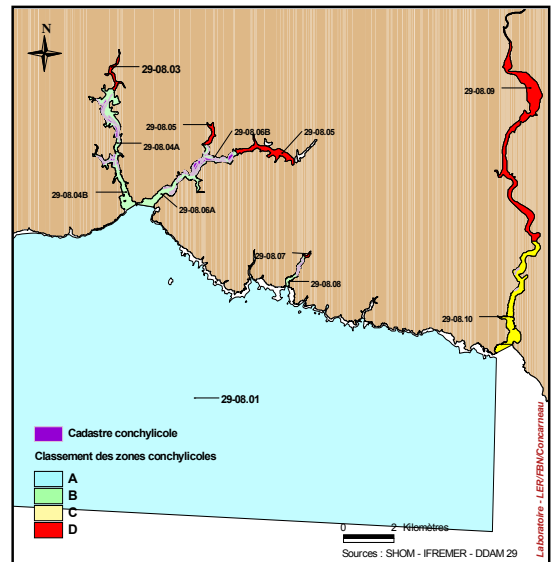 N
29-08.03
29-08.09
29-08.05
29-08.06B
29-08.05
29-08.04A
29-08.04B
29-08.06A
29-08.07
29-08.08
29-08.10
29-08.01
Cadastre conchylicole
Classement des zones conchylicoles
A
B
C
D
0 2 Kilomètres
Sources : SHOM - IFREMER - DDAM 29
Laboratoire - LER/FBN/Concarneau